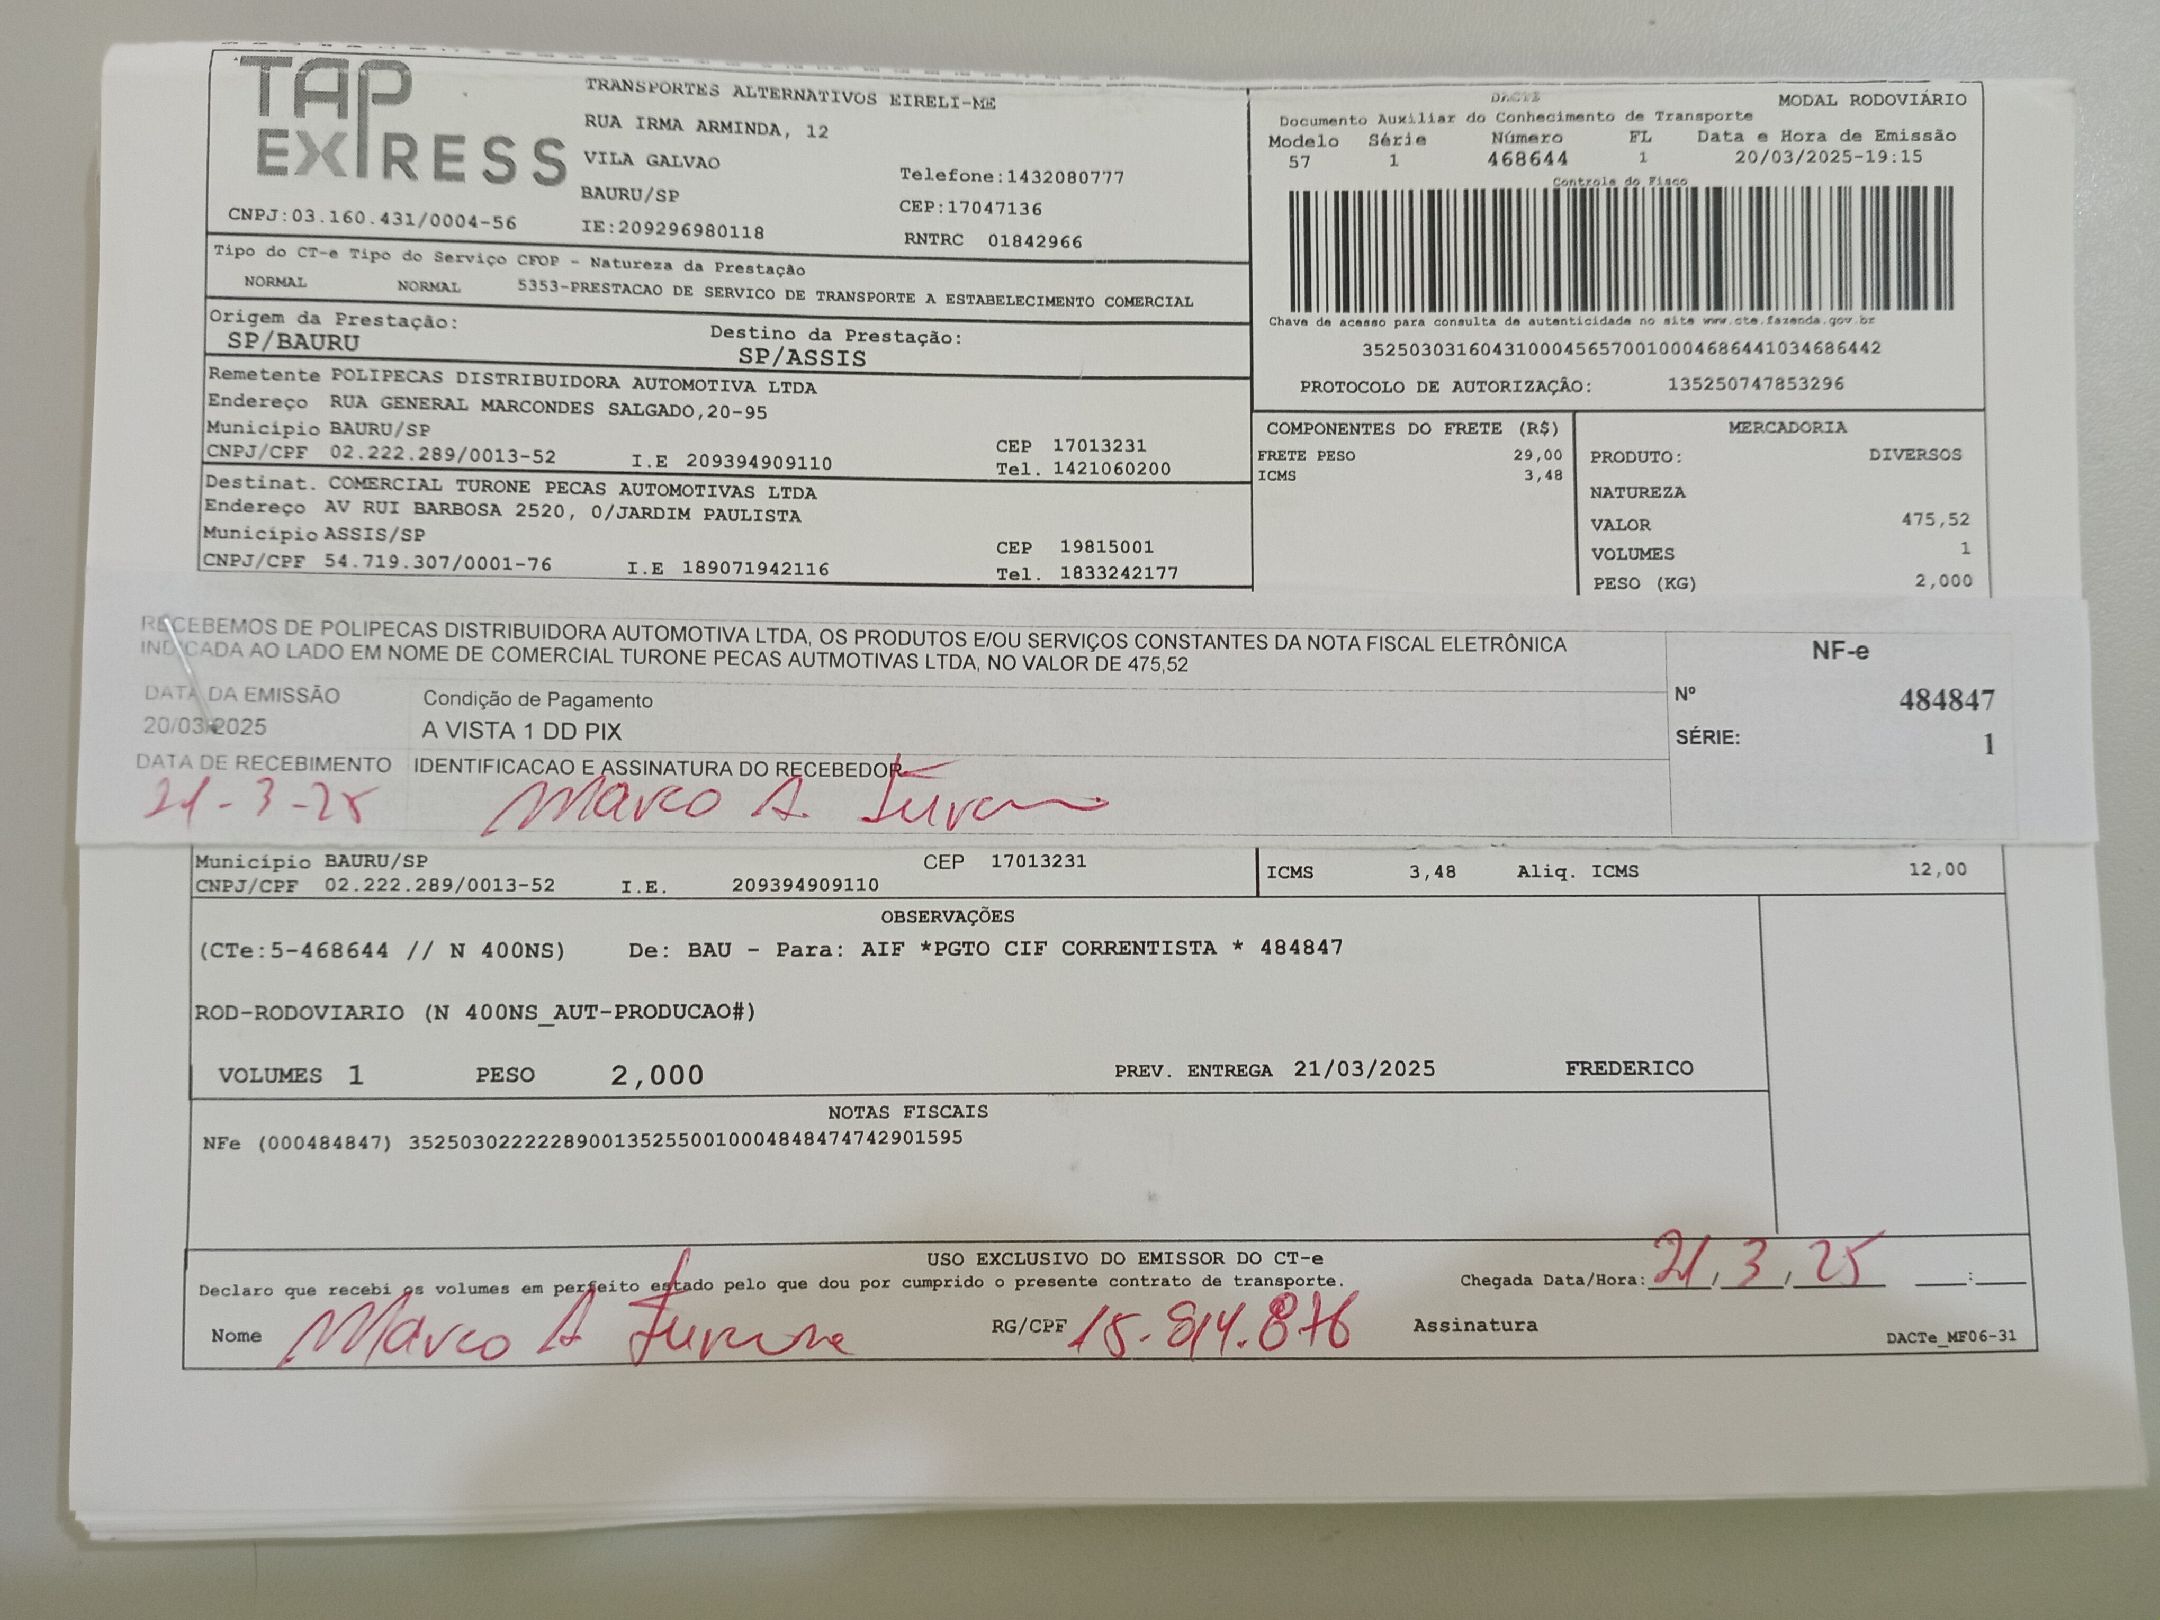 TAP EXPRESS
TRANSPORTES ALTERNATIVOS EIRELI-ME
RUA IRMA ARMINDA, 12
VILA GALVAO
BAURU/SP
Telefone:1432080777
CEP:17047136
CNPJ:03.160.431/0004-56
IE:209296980118
RNTRC 01842966
DACTE
MODAL RODOVIÁRIO
Documento Auxiliar do Conhecimento de Transporte
Modelo Série Número FL Data e Hora de Emissão
57 1 468644 1 20/03/2025-19:15
Controle do Fisco
Chave de acesso para consulta de autenticidade no site www.cte.fazenda.gov.br
35250303160431000456570010004686441034686442
PROTOCOLO DE AUTORIZAÇÃO: 135250747853296
Tipo do CT-e Tipo do Serviço CFOP - Natureza da Prestação
NORMAL NORMAL 5353-PRESTACAO DE SERVICO DE TRANSPORTE A ESTABELECIMENTO COMERCIAL
Origem da Prestação: Destino da Prestação:
SP/BAURU SP/ASSIS
Remetente POLIPECAS DISTRIBUIDORA AUTOMOTIVA LTDA
Endereço RUA GENERAL MARCONDES SALGADO,20-95
Município BAURU/SP CEP 17013231
CNPJ/CPF 02.222.289/0013-52 I.E 209394909110 Tel. 1421060200
Destinat. COMERCIAL TURONE PECAS AUTOMOTIVAS LTDA
Endereço AV RUI BARBOSA 2520, 0/JARDIM PAULISTA
Município ASSIS/SP CEP 19815001
CNPJ/CPF 54.719.307/0001-76 I.E 189071942116 Tel. 1833242177
COMPONENTES DO FRETE (R$)
FRETE PESO 29,00
ICMS 3,48
MERCADORIA
PRODUTO: DIVERSOS
NATUREZA
VALOR 475,52
VOLUMES 1
PESO (KG) 2,000
RECEBEMOS DE POLIPECAS DISTRIBUIDORA AUTOMOTIVA LTDA, OS PRODUTOS E/OU SERVIÇOS CONSTANTES DA NOTA FISCAL ELETRÔNICA
INDICADA AO LADO EM NOME DE COMERCIAL TURONE PECAS AUTMOTIVAS LTDA, NO VALOR DE 475,52
NF-e
Nº 484847
SÉRIE: 1
DATA DA EMISSÃO Condição de Pagamento
20/03/2025 A VISTA 1 DD PIX
DATA DE RECEBIMENTO IDENTIFICACAO E ASSINATURA DO RECEBEDOR
21-3-25 Marco A. Turone
Município BAURU/SP CEP 17013231
CNPJ/CPF 02.222.289/0013-52 I.E. 209394909110
ICMS 3,48 Aliq. ICMS 12,00
OBSERVAÇÕES
(CTe:5-468644 // N 400NS) De: BAU - Para: AIF *PGTO CIF CORRENTISTA * 484847
ROD-RODOVIARIO (N 400NS_AUT-PRODUCAO#)
VOLUMES 1 PESO 2,000 PREV. ENTREGA 21/03/2025 FREDERICO
NOTAS FISCAIS
NFe (000484847) 35250302222289001352550010004848474742901595
USO EXCLUSIVO DO EMISSOR DO CT-e
Declaro que recebi os volumes em perfeito estado pelo que dou por cumprido o presente contrato de transporte. Chegada Data/Hora: 21/3/25 __:__
Nome Marco A Turone RG/CPF 15.814.876 Assinatura
DACTe_MF06-31